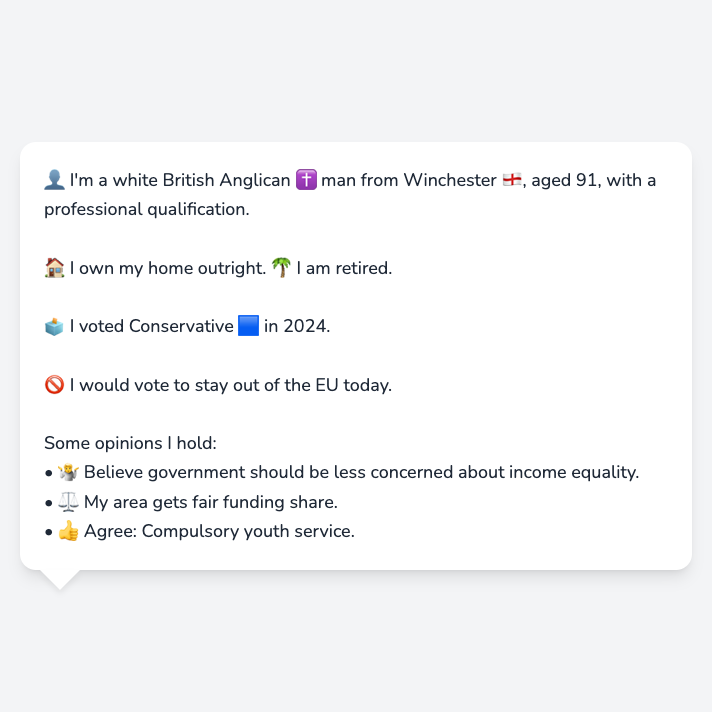 👤 I'm a white British Anglican ✝️ man from Winchester 🏴󠁧󠁢󠁥󠁮󠁧󠁿, aged 91, with a
professional qualification.
🏠 I own my home outright. 🌴 I am retired.
🗳️ I voted Conservative 🟦 in 2024.
🚫 I would vote to stay out of the EU today.
Some opinions I hold:
• 🤷 Believe government should be less concerned about income equality.
• ⚖️ My area gets fair funding share.
• 👍 Agree: Compulsory youth service.